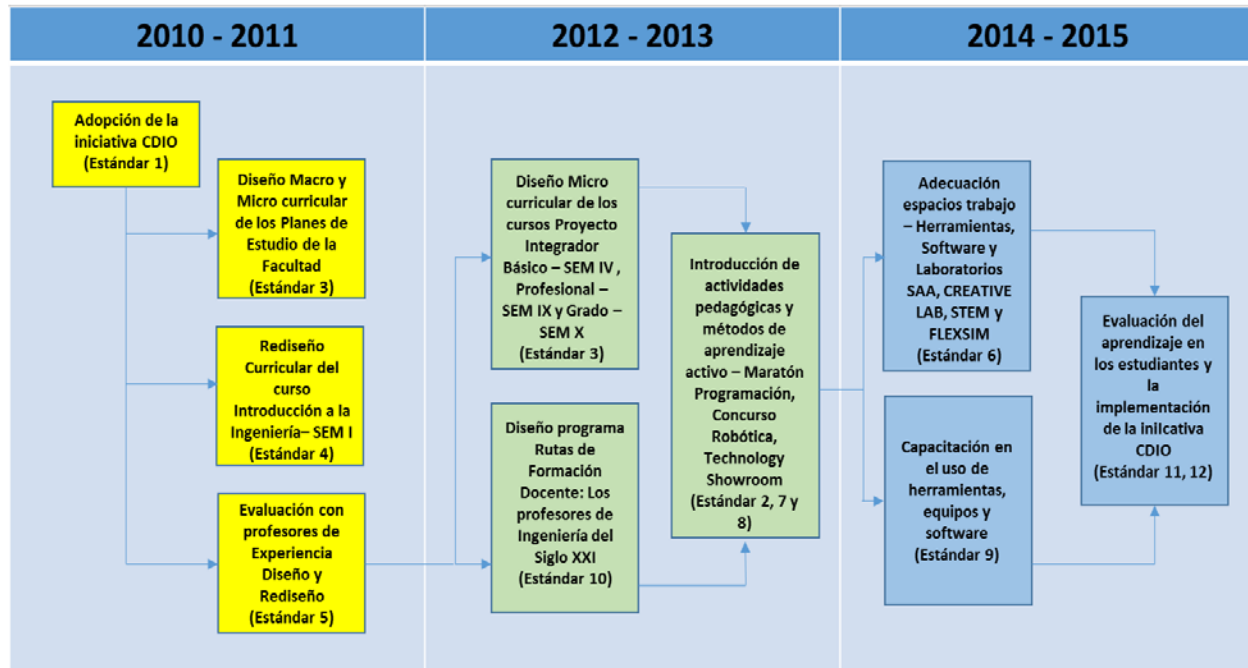 2010 - 2011
2012 - 2013
2014 - 2015
Adopción de la
iniciativa CDIO
(Estándar 1)
Diseño Macro y
Micro curricular
de los Planes de
Estudio de la
Facultad
(Estándar 3)
Rediseño
Curricular del
curso
Introducción a la
Ingeniería– SEM I
(Estándar 4)
Evaluación con
profesores de
Experiencia
Diseño y
Rediseño
(Estándar 5)
Diseño Micro
curricular de los
cursos Proyecto
Integrador
Básico – SEM IV ,
Profesional –
SEM IX y Grado –
SEM X
(Estándar 3)
Diseño programa
Rutas de
Formación
Docente: Los
profesores de
Ingeniería del
Siglo XXI
(Estándar 10)
Introducción de
actividades
pedagógicas y
métodos de
aprendizaje
activo – Maratón
Programación,
Concurso
Robótica,
Technology
Showroom
(Estándar 2, 7 y
8)
Adecuación
espacios trabajo
– Herramientas,
Software y
Laboratorios
SAA, CREATIVE
LAB, STEM y
FLEXSIM
(Estándar 6)
Capacitación en
el uso de
herramientas,
equipos y
software
(Estándar 9)
Evaluación del
aprendizaje en
los estudiantes y
la
implementación
de la iniIcativa
CDIO
(Estándar 11, 12)